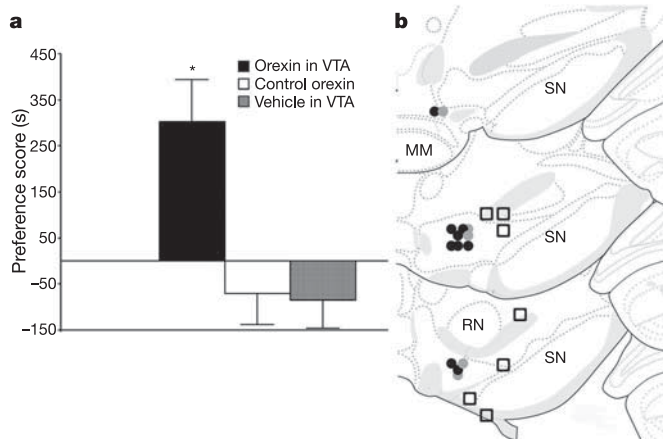 a
Preference score (s)
450
350
250
150
50
−50
−150
*
Orexin in VTA
Control orexin
Vehicle in VTA
b
SN
MM
SN
RN
SN